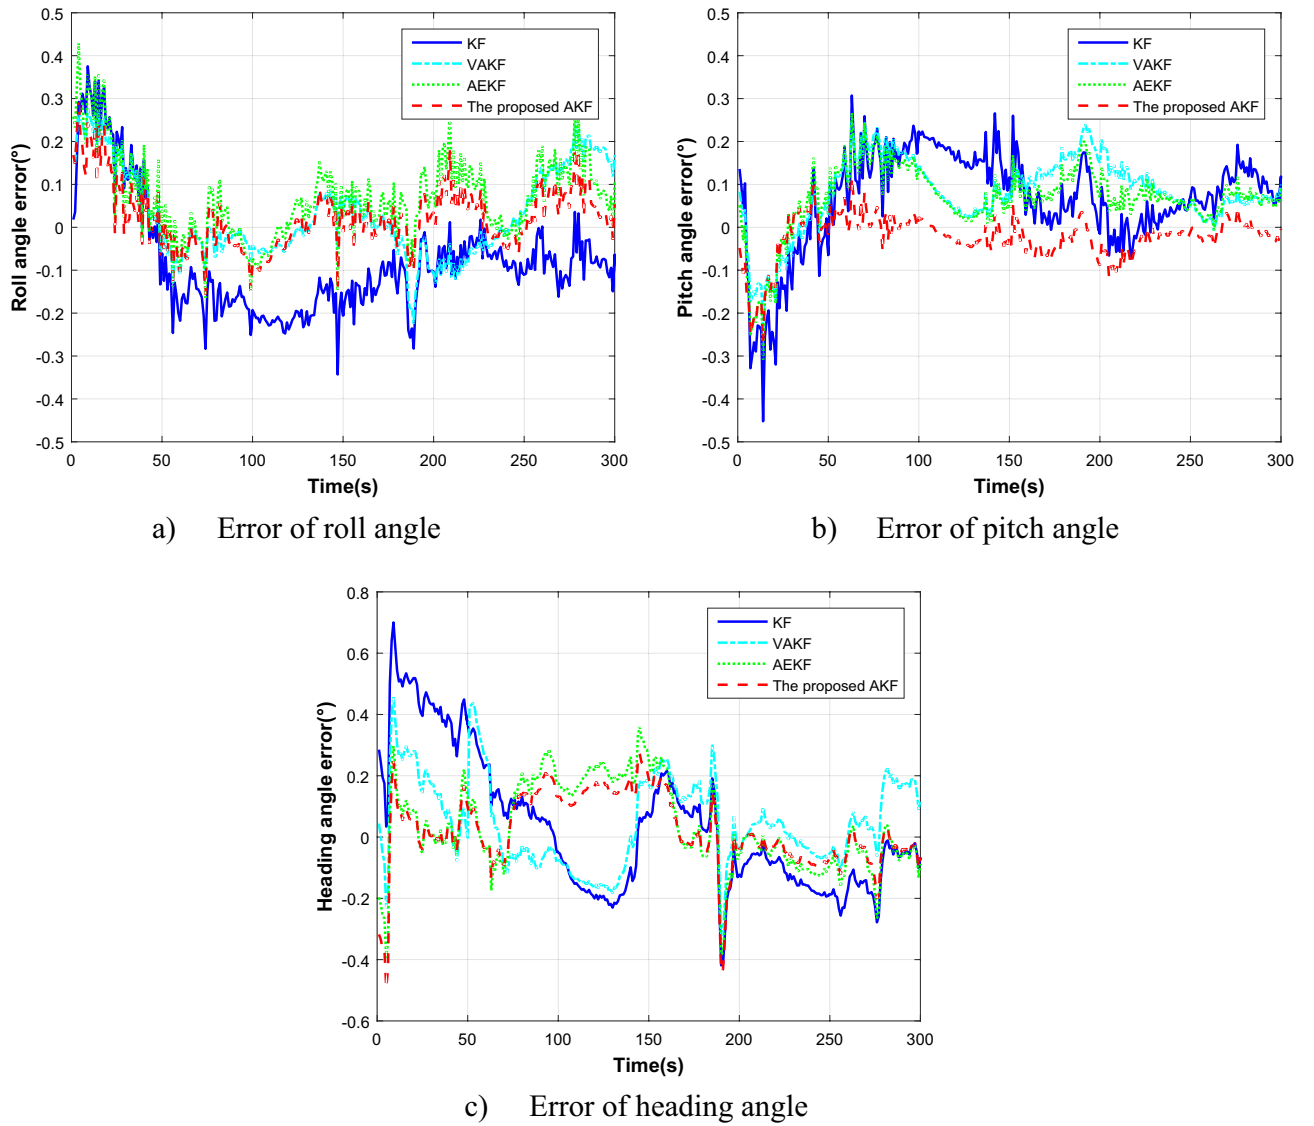 0.5
0.4
0.3
0.2
0.1
0
-0.1
-0.2
-0.3
-0.4
-0.5
Roll angle error(°)
KF
VAKF
AEKF
The proposed AKF
0 50 100 150 200 250 300
Time(s)
a) Error of roll angle
0.5
0.4
0.3
0.2
0.1
0
-0.1
-0.2
-0.3
-0.4
-0.5
Pitch angle error(°)
KF
VAKF
AEKF
The proposed AKF
0 50 100 150 200 250 300
Time(s)
b) Error of pitch angle
0.8
0.6
0.4
0.2
0
-0.2
-0.4
-0.6
Heading angle error(°)
KF
VAKF
AEKF
The proposed AKF
0 50 100 150 200 250 300
Time(s)
c) Error of heading angle